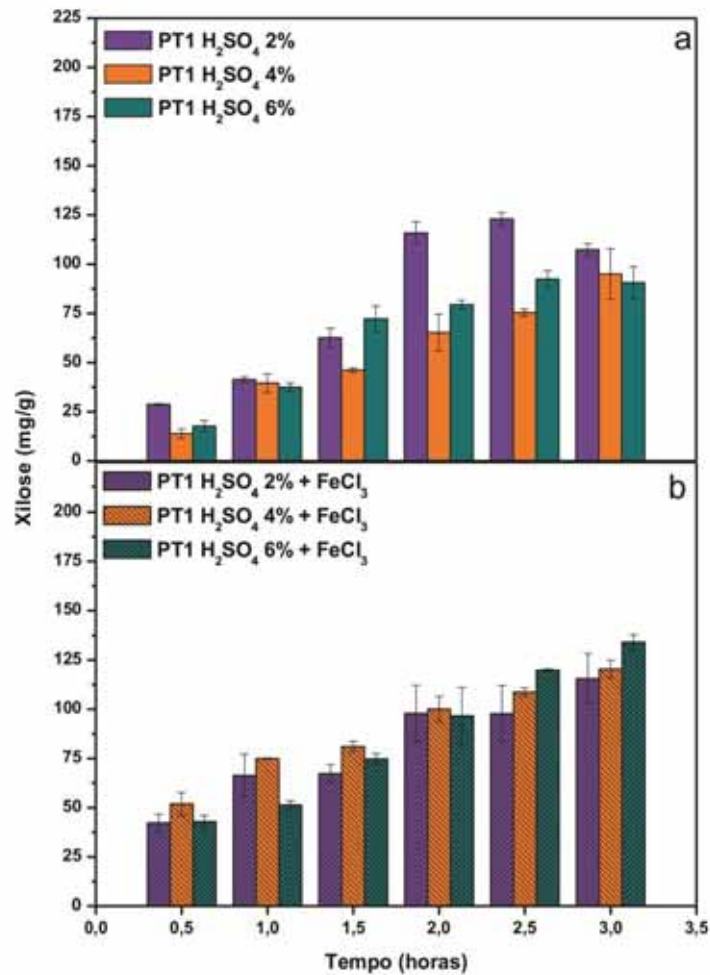 a
PT1 H₂SO₄ 2%
PT1 H₂SO₄ 4%
PT1 H₂SO₄ 6%
225
200
175
150
125
100
75
50
25
0
Xilose (mg/g)
b
PT1 H₂SO₄ 2% + FeCl₃
PT1 H₂SO₄ 4% + FeCl₃
PT1 H₂SO₄ 6% + FeCl₃
200
175
150
125
100
75
50
25
0
0,0 0,5 1,0 1,5 2,0 2,5 3,0 3,5
Tempo (horas)